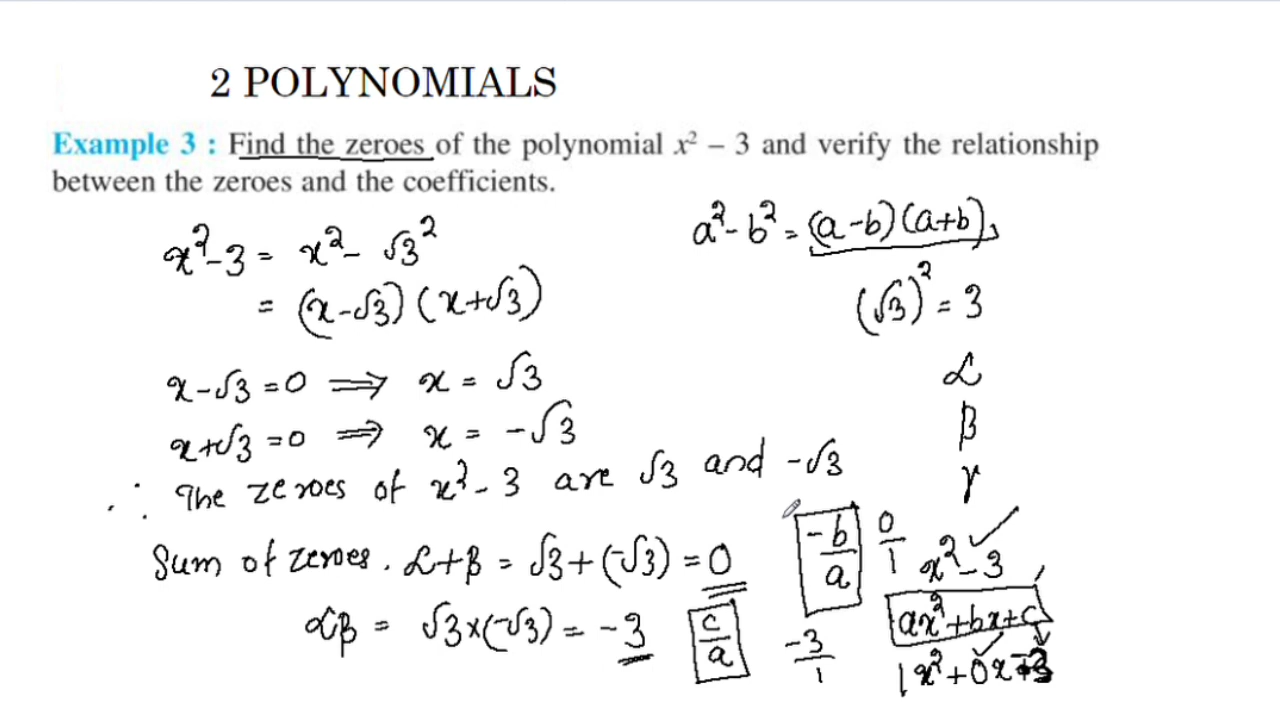 2 POLYNOMIALS
Example 3 : Find the zeroes of the polynomial x² – 3 and verify the relationship
between the zeroes and the coefficients.
x²-3 = x² - √3²
= (x-√3) (x+√3)
x-√3 = 0 ⟹ x = √3
x+√3 = 0 ⟹ x = -√3
∴ The zeroes of x²-3 are √3 and -√3
Sum of zeroes. α+β = √3+(-√3) = 0
αβ = √3×(-√3) = -3
a²-b² = (a-b)(a+b),
(√3)² = 3
α
β
γ
-b/a
0/1
x²-3 ✓
c/a
-3/1
ax²+bx+c
1x²+0x-3